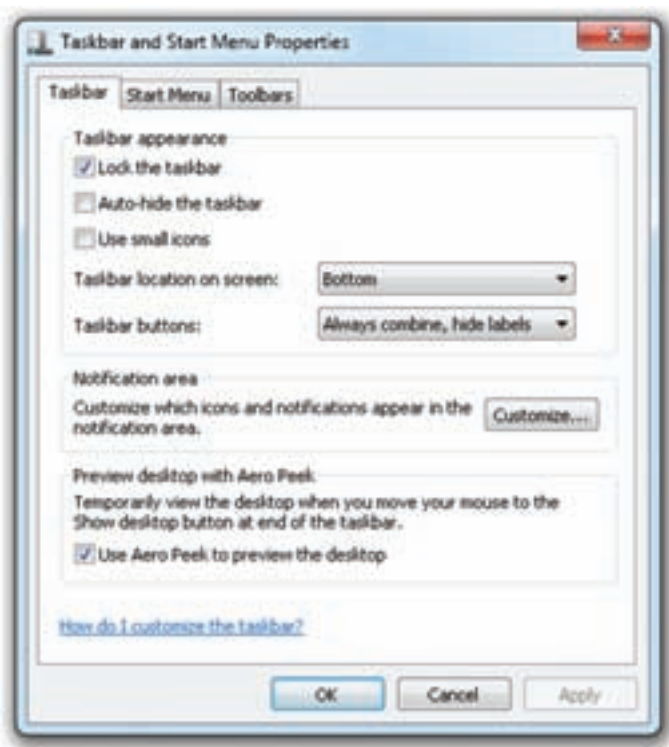 Taskbar and Start Menu Properties
Taskbar
Start Menu
Toolbars
Taskbar appearance
Lock the taskbar
Auto-hide the taskbar
Use small icons
Taskbar location on screen:
Bottom
Taskbar buttons:
Always combine, hide labels
Notification area
Customize which icons and notifications appear in the
notification area.
Customize...
Preview desktop with Aero Peek
Temporarily view the desktop when you move your mouse to the
Show desktop button at end of the taskbar.
Use Aero Peek to preview the desktop
How do I customize the taskbar?
OK
Cancel
Apply